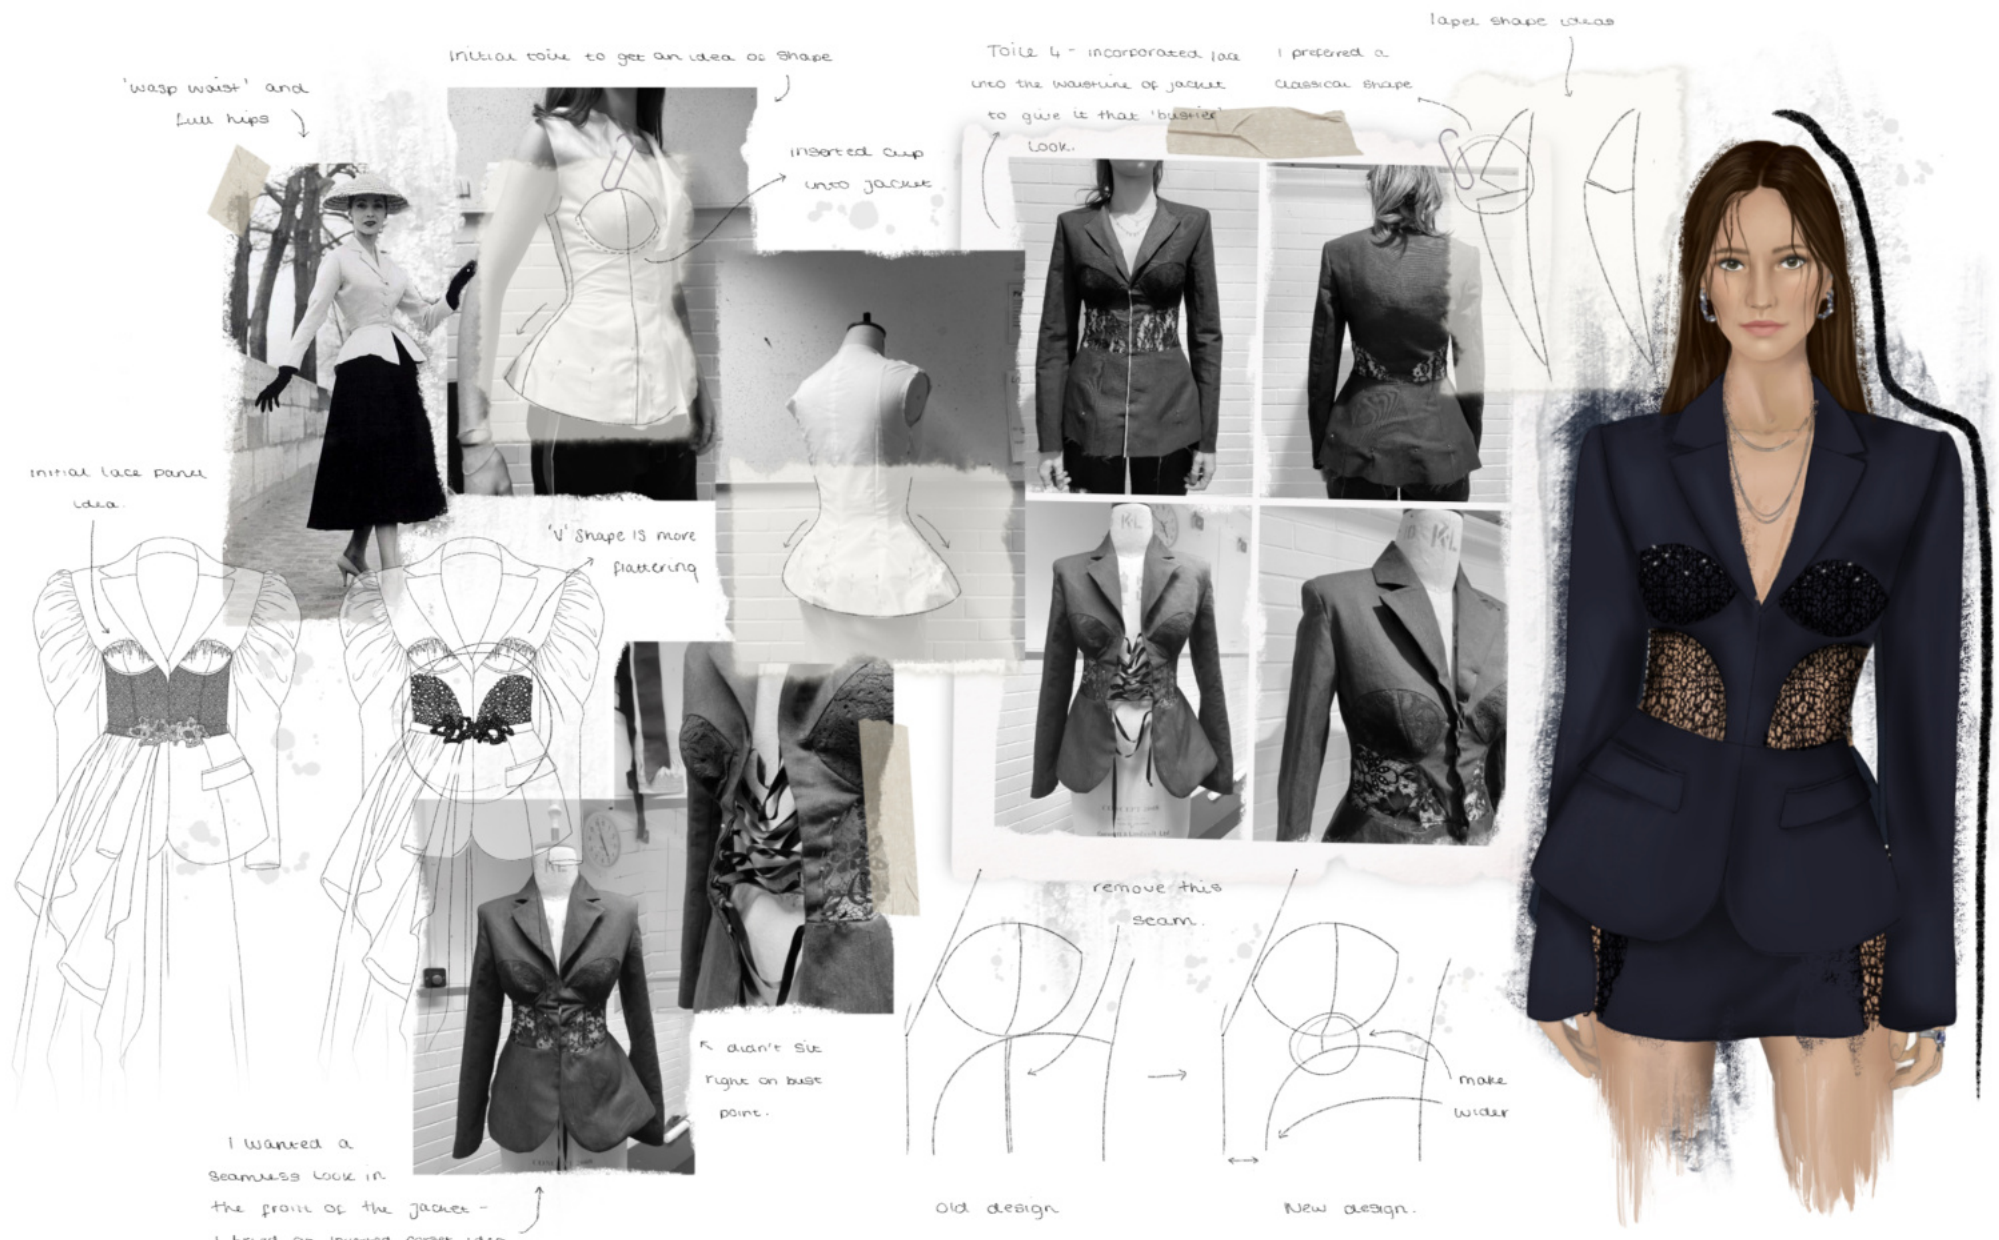 'wasp waist' and
full hips
Initial toile to get an idea of shape
inserted cup
into jacket
Toile 4 - incorporated lace
into the waistline of jacket
to give it that 'bustier'
look.
I preferred a
classical shape
lapel shape ideas
initial lace panel
idea.
'V' shape is more
flattering
K&L
K&L
K&L
didn't sit
right on bust
point.
remove this
seam.
make
wider
Old design
New design.
I wanted a
seamless look in
the front of the jacket -